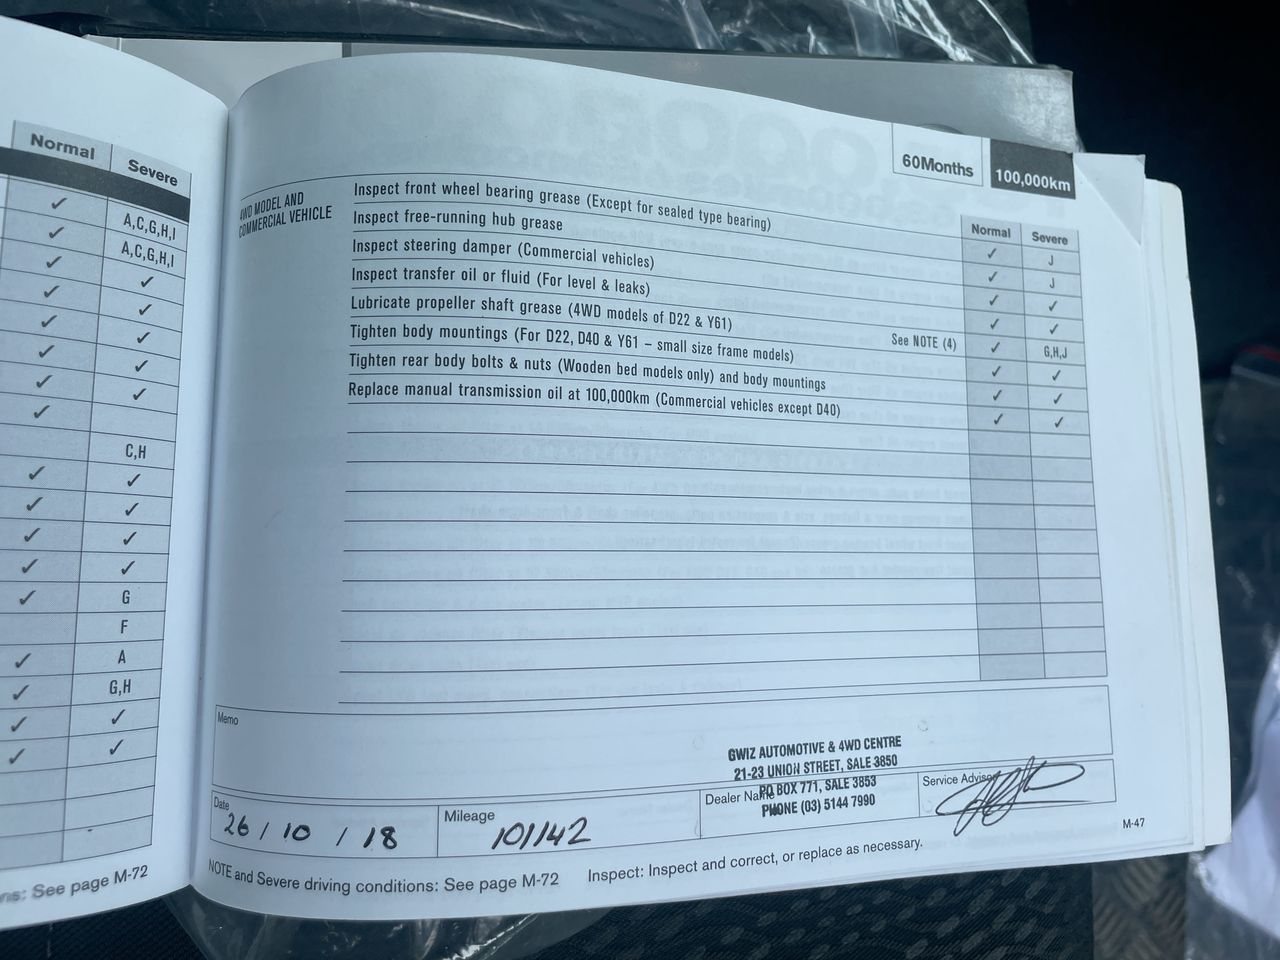 Normal Severe
✓ A,C,G,H,I
✓ A,C,G,H,I
✓ ✓
✓ ✓
✓ ✓
✓ ✓
✓ ✓
✓
C,H
✓ ✓
✓ ✓
✓ ✓
✓ ✓
✓ G
F
✓ A
✓ G,H
✓ ✓
✓ ✓
See page M-72
60Months 100,000km
4WD MODEL AND
COMMERCIAL VEHICLE
Normal Severe
Inspect front wheel bearing grease (Except for sealed type bearing) ✓ J
Inspect free-running hub grease ✓ J
Inspect steering damper (Commercial vehicles) ✓ ✓
Inspect transfer oil or fluid (For level & leaks) ✓ ✓
Lubricate propeller shaft grease (4WD models of D22 & Y61) See NOTE (4) ✓ G,H,J
Tighten body mountings (For D22, D40 & Y61 – small size frame models) ✓ ✓
Tighten rear body bolts & nuts (Wooden bed models only) and body mountings ✓ ✓
Replace manual transmission oil at 100,000km (Commercial vehicles except D40) ✓ ✓
Memo
GWIZ AUTOMOTIVE & 4WD CENTRE
21-23 UNION STREET, SALE 3850
PO BOX 771, SALE 3853
PHONE (03) 5144 7990
Date
26 / 10 / 18
Mileage
101142
Dealer Name
Service Advisor
M-47
NOTE and Severe driving conditions: See page M-72 Inspect: Inspect and correct, or replace as necessary.